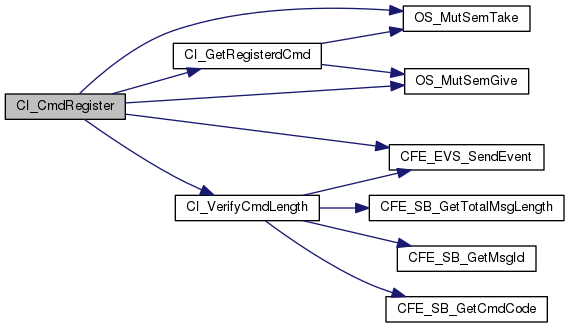 OS_MutSemTake
CI_GetRegisterdCmd
OS_MutSemGive
CI_CmdRegister
CFE_EVS_SendEvent
CI_VerifyCmdLength
CFE_SB_GetTotalMsgLength
CFE_SB_GetMsgId
CFE_SB_GetCmdCode